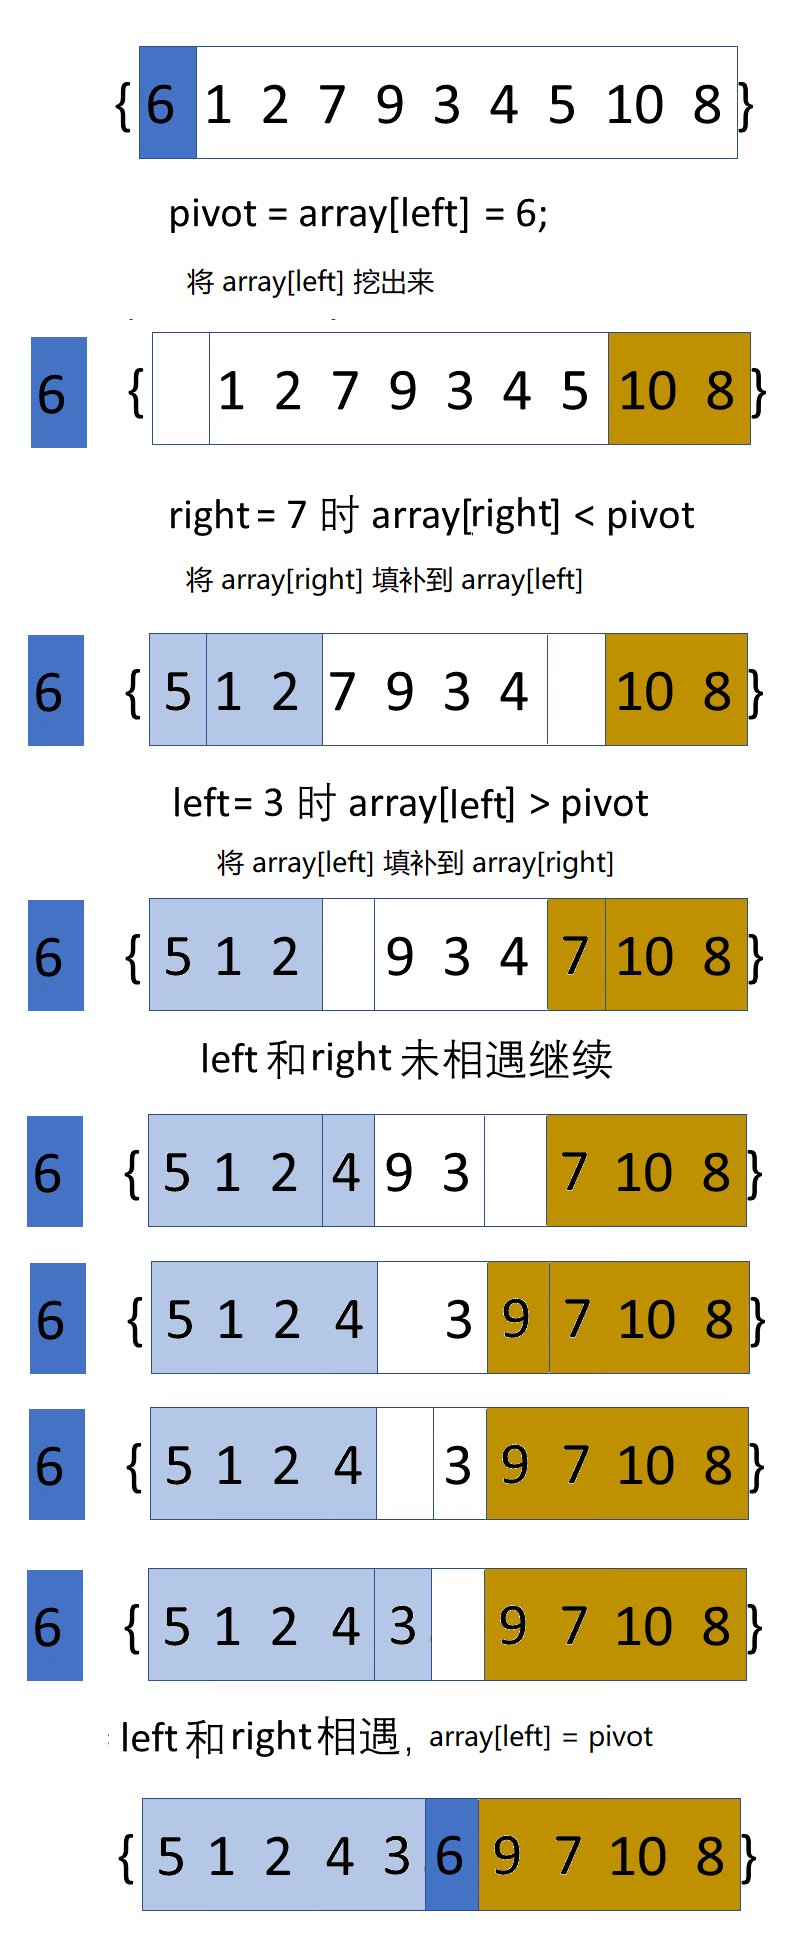 { 6 1 2 7 9 3 4 5 10 8 }
pivot = array[left] = 6;
将 array[left] 挖出来
6 { 1 2 7 9 3 4 5 10 8 }
right = 7 时 array[right] < pivot
将 array[right] 填补到 array[left]
6 { 5 1 2 7 9 3 4 10 8 }
left = 3 时 array[left] > pivot
将 array[left] 填补到 array[right]
6 { 5 1 2 9 3 4 7 10 8 }
left 和 right 未相遇继续
6 { 5 1 2 4 9 3 7 10 8 }
6 { 5 1 2 4 3 9 7 10 8 }
6 { 5 1 2 4 3 9 7 10 8 }
6 { 5 1 2 4 3 9 7 10 8 }
left 和 right 相遇, array[left] = pivot
{ 5 1 2 4 3 6 9 7 10 8 }